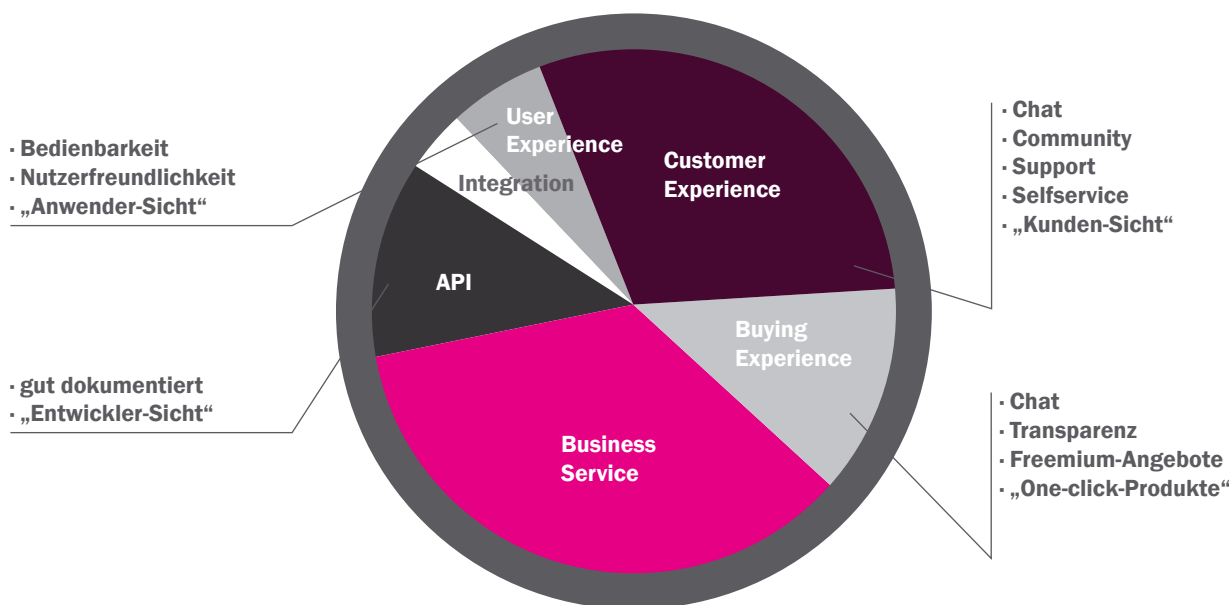 · Bedienbarkeit
· Nutzerfreundlichkeit
· „Anwender-Sicht“
User
Experience
Integration
Customer
Experience
· Chat
· Community
· Support
· Selfservice
· „Kunden-Sicht“
API
Buying
Experience
· gut dokumentiert
· „Entwickler-Sicht“
Business
Service
· Chat
· Transparenz
· Freemium-Angebote
· „One-click-Produkte“